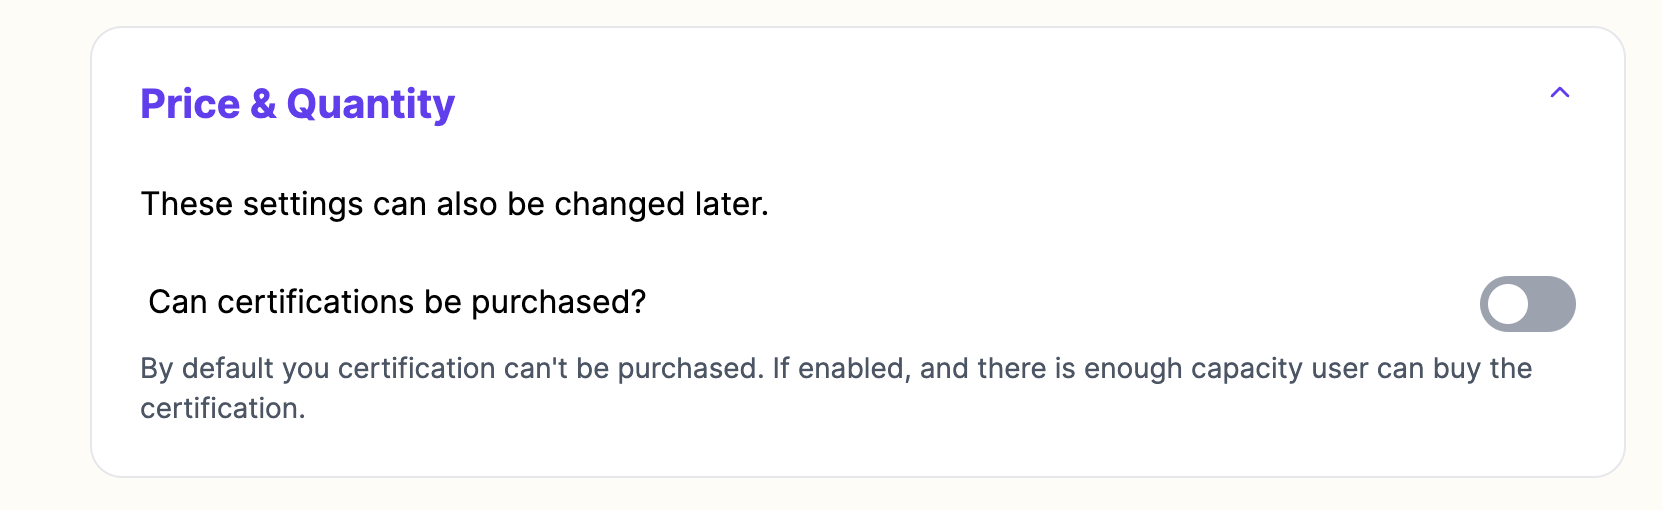 Price & Quantity
These settings can also be changed later.
Can certifications be purchased?
By default you certification can't be purchased. If enabled, and there is enough capacity user can buy the
certification.